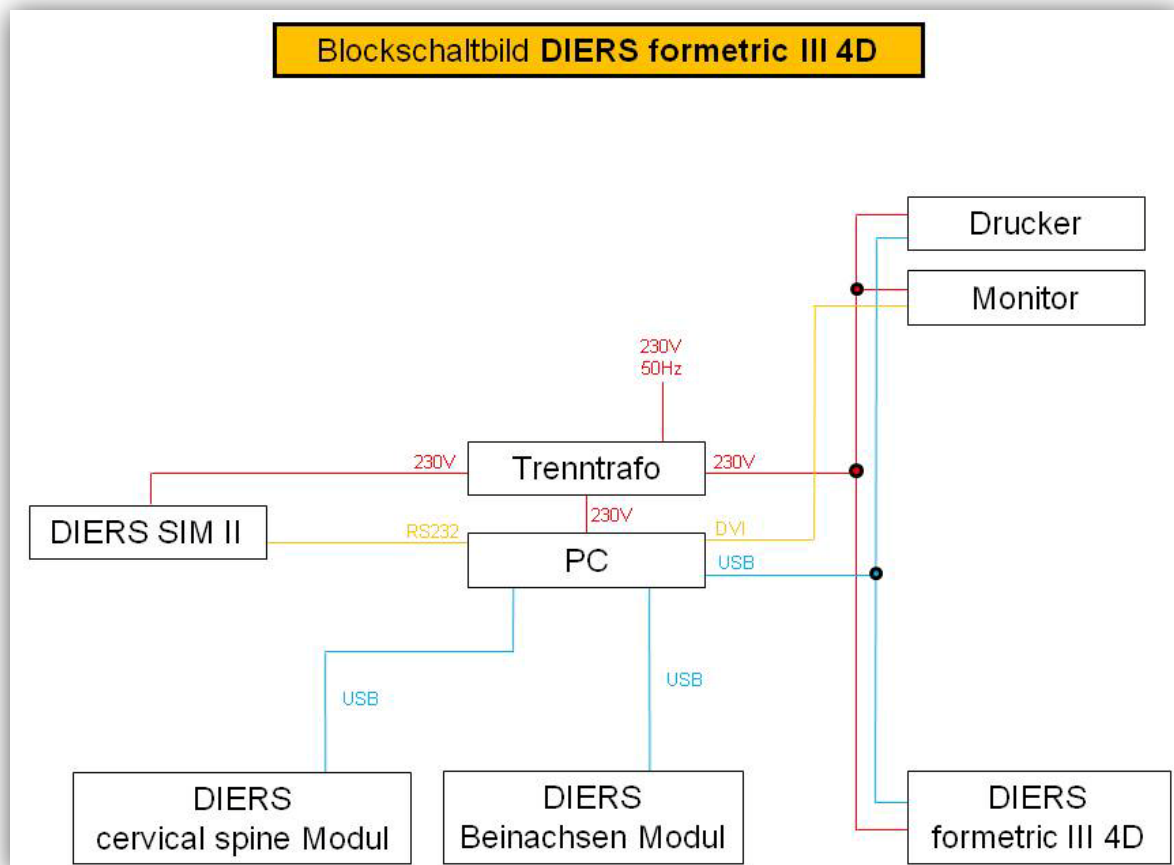 Blockschaltbild DIERS formetric III 4D
Drucker
Monitor
230V
50Hz
230V
Trenntrafo
230V
230V
DIERS SIM II
RS232
PC
DVI
USB
USB
USB
DIERS
cervical spine Modul
DIERS
Beinachsen Modul
DIERS
formetric III 4D